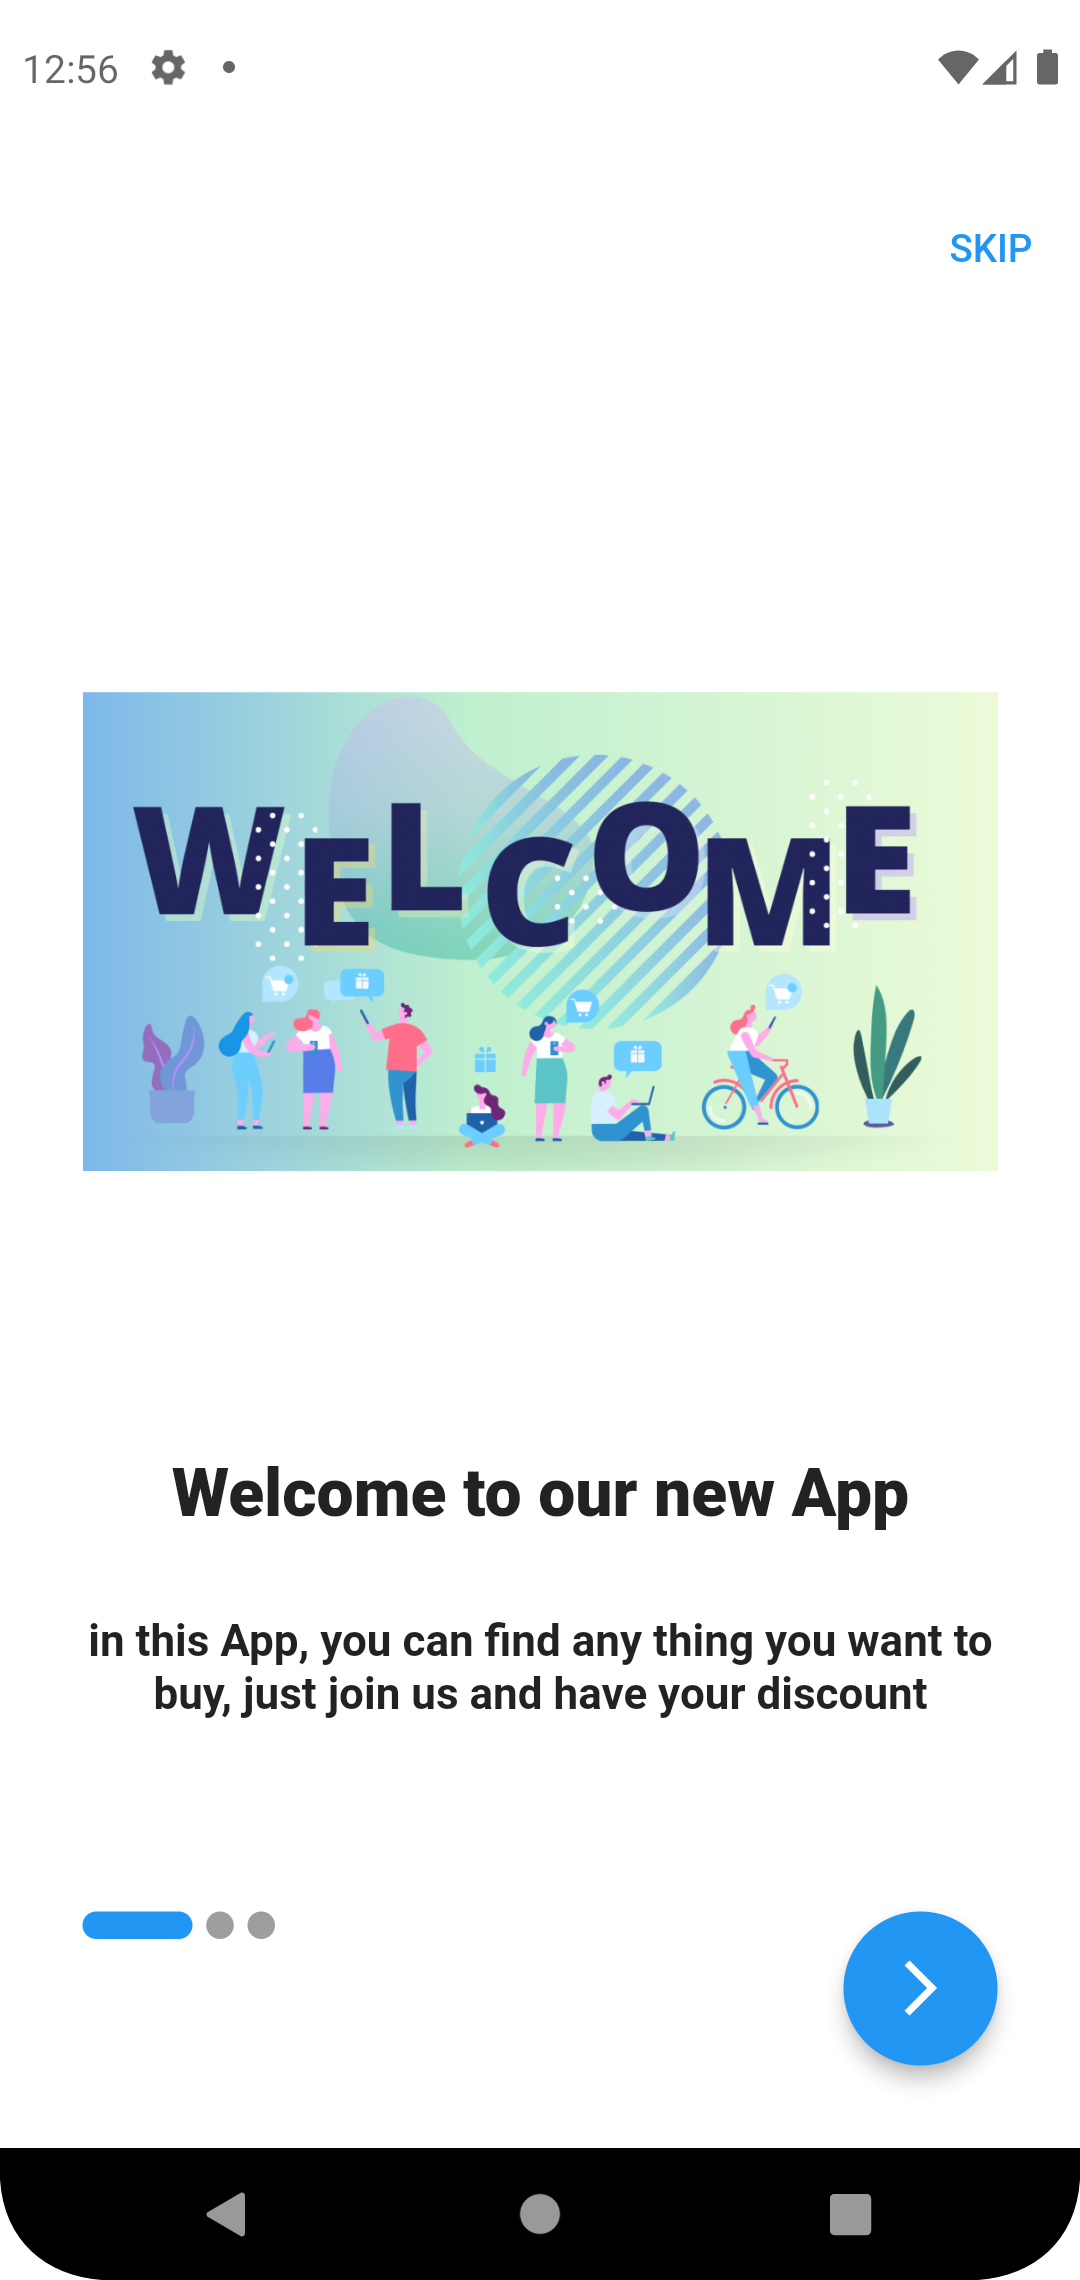 12:56
SKIP
WELCOME
Welcome to our new App
in this App, you can find any thing you want to
buy, just join us and have your discount